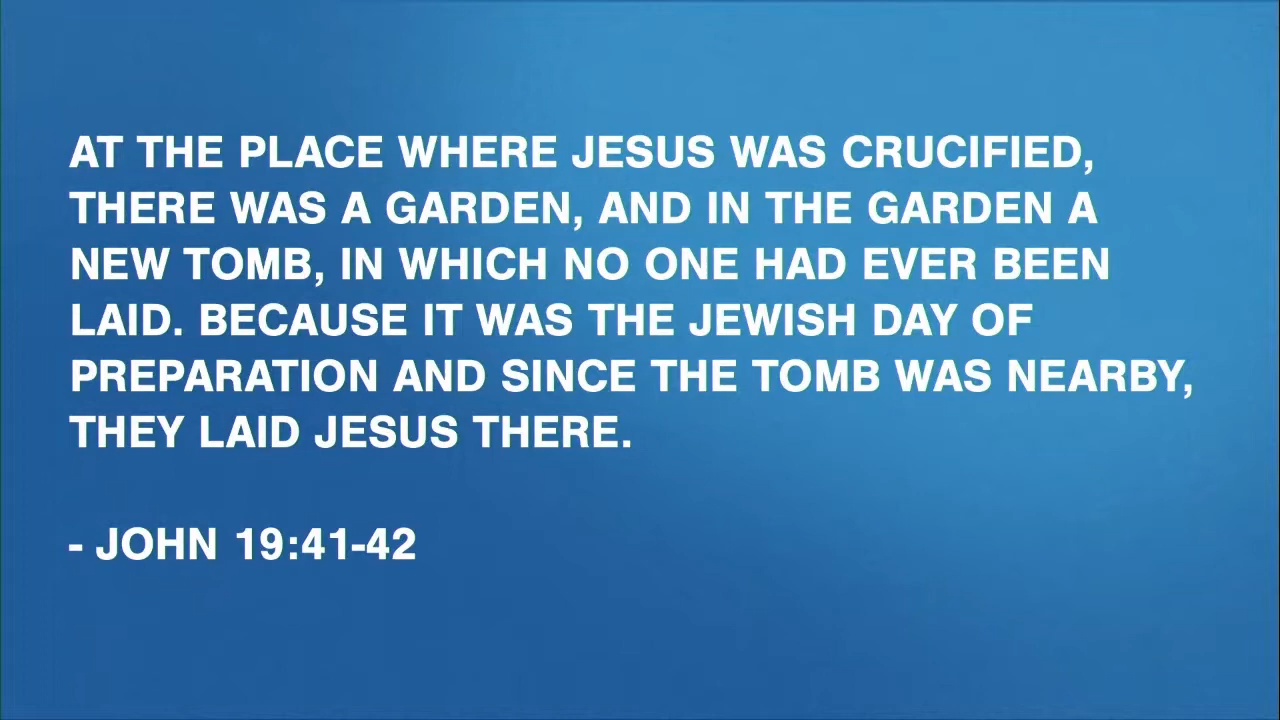 AT THE PLACE WHERE JESUS WAS CRUCIFIED,
THERE WAS A GARDEN, AND IN THE GARDEN A
NEW TOMB, IN WHICH NO ONE HAD EVER BEEN
LAID. BECAUSE IT WAS THE JEWISH DAY OF
PREPARATION AND SINCE THE TOMB WAS NEARBY,
THEY LAID JESUS THERE.
- JOHN 19:41-42